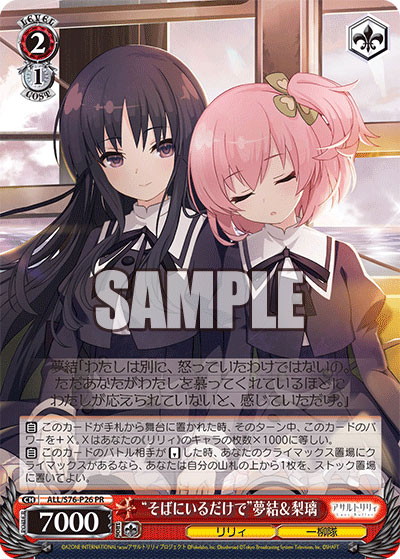 LEVEL
2
1
COST
SAMPLE
夢結「わたしは別に、怒っていたわけではないの。
ただあなたがわたしを慕ってくれているほどに
わたしが応えられていないと、感じていただけ。」
自 このカードが手札から舞台に置かれた時、そのターン中、このカードのパ
ワーを＋X。Xはあなたの《リリィ》のキャラの枚数×1000に等しい。
自 このカードのバトル相手が【】した時、あなたのクライマックス置場にク
ライマックスがあるなら、あなたは自分の山札の上から1枚を、ストック置場
に置いてよい。
CH
ALL/S76-P26 PR
“そばにいるだけで”夢結&梨璃
アサルトリリィ
POWER
7000
リリィ
一柳隊